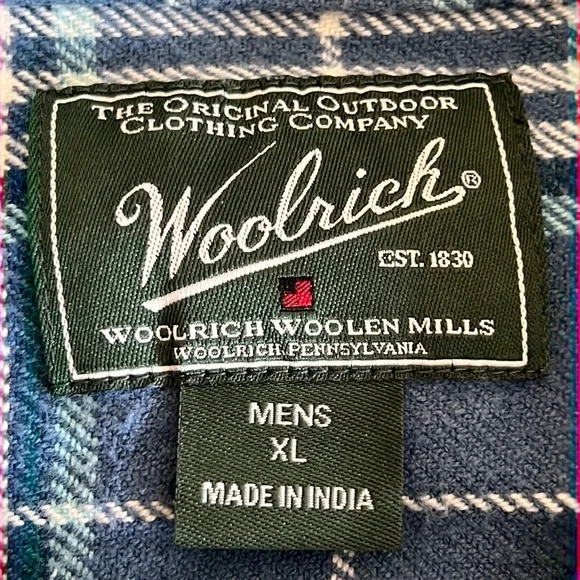 THE ORIGINAL OUTDOOR
CLOTHING COMPANY
Woolrich®
EST. 1830
WOOLRICH WOOLEN MILLS
WOOLRICH, PENNSYLVANIA
MENS
XL
MADE IN INDIA